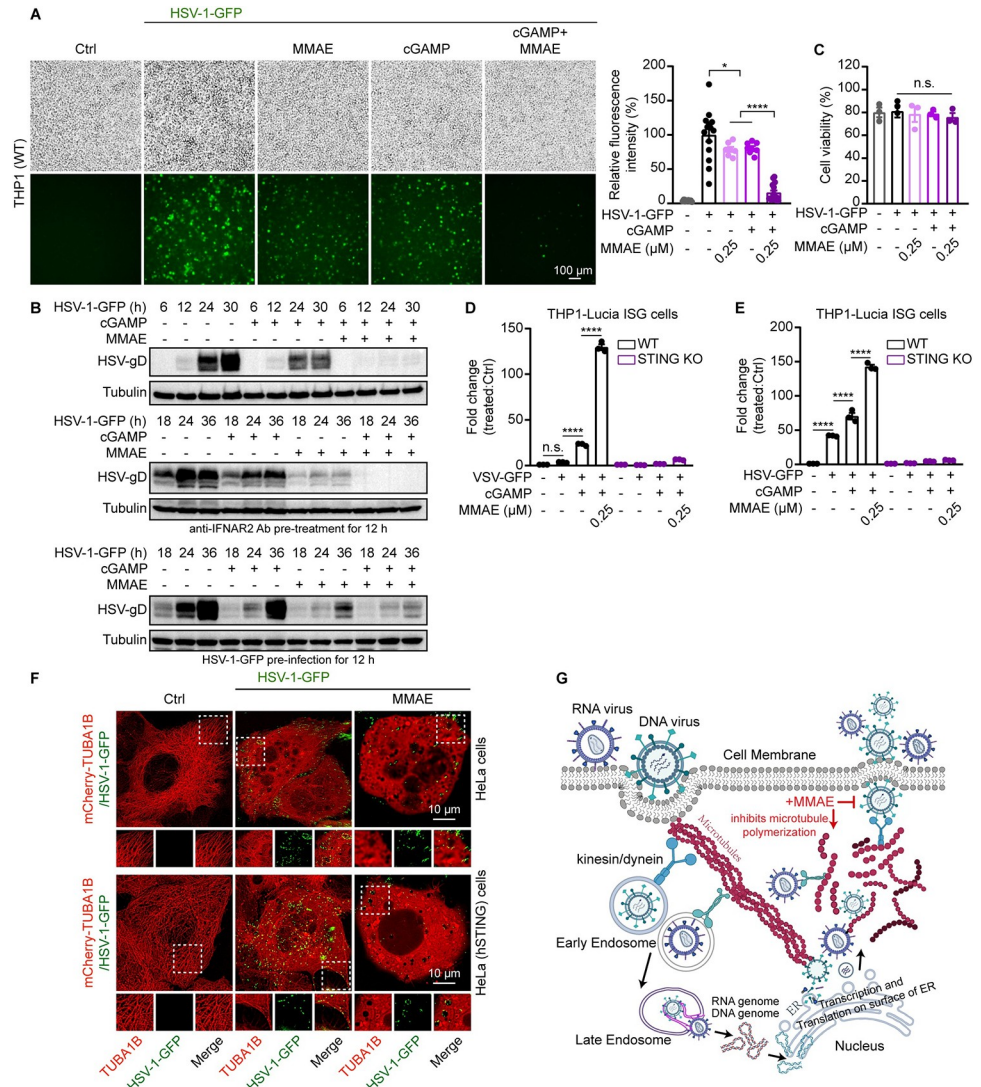 A
HSV-1-GFP
Ctrl
MMAE
cGAMP
cGAMP+
MMAE
THP1 (WT)
100 μm
Relative fluorescence
intensity (%)
200
150
100
50
0
*
****
HSV-1-GFP - + + + +
cGAMP - - - + +
MMAE (μM) - - 0.25 - 0.25
C
Cell viability (%)
120
100
80
60
40
20
0
n.s.
HSV-1-GFP - + + + +
cGAMP - - - + +
MMAE (μM) - - 0.25 - 0.25
B
HSV-1-GFP (h) 6 12 24 30 6 12 24 30 6 12 24 30
cGAMP - - - - + + + + + + + +
MMAE - - - - - - - - + + + +
HSV-gD
Tubulin
HSV-1-GFP (h) 18 24 36 18 24 36 18 24 36 18 24 36
cGAMP - - - + + + - - - + + +
MMAE - - - - - - + + + + + +
HSV-gD
Tubulin
anti-IFNAR2 Ab pre-treatment for 12 h
HSV-1-GFP (h) 18 24 36 18 24 36 18 24 36 18 24 36
cGAMP - - - + + + - - - + + +
MMAE - - - - - - + + + + + +
HSV-gD
Tubulin
HSV-1-GFP pre-infection for 12 h
D
THP1-Lucia ISG cells
Fold change
(treated:Ctrl)
150
100
50
0
WT
STING KO
n.s.
****
****
VSV-GFP - + + + - + + +
cGAMP - - + + - - + +
MMAE (μM) - - - 0.25 - - - 0.25
E
THP1-Lucia ISG cells
Fold change
(treated:Ctrl)
200
150
100
50
0
WT
STING KO
****
****
****
HSV-GFP - + + + - + + +
cGAMP - - + + - - + +
MMAE (μM) - - - 0.25 - - - 0.25
F
HSV-1-GFP
Ctrl
MMAE
mCherry-TUBA1B
/HSV-1-GFP
10 μm
HeLa cells
mCherry-TUBA1B
/HSV-1-GFP
10 μm
HeLa (hSTING) cells
TUBA1B
HSV-1-GFP
Merge
TUBA1B
HSV-1-GFP
Merge
TUBA1B
HSV-1-GFP
Merge
G
RNA virus
DNA virus
Cell Membrane
+MMAE
inhibits microtubule
polymerization
Microtubules
kinesin/dynein
Early Endosome
Late Endosome
RNA genome
DNA genome
ER
Transcription and
Translation on surface of ER
Nucleus